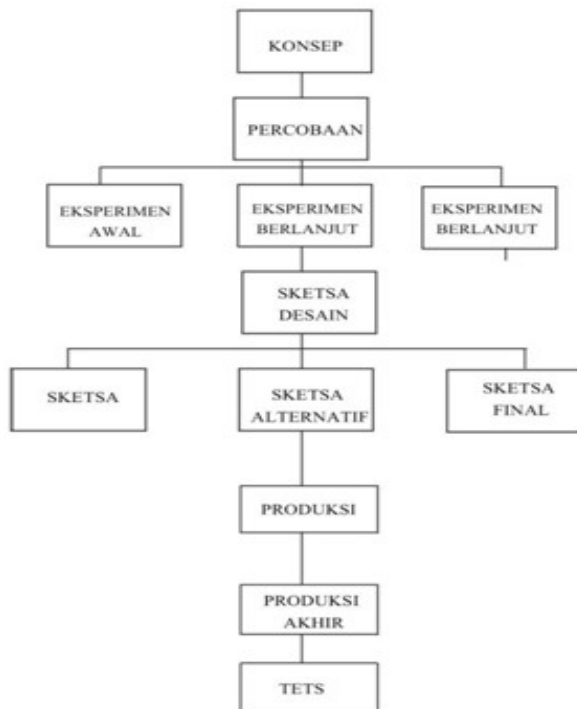 KONSEP
PERCOBAAN
EKSPERIMEN
AWAL
EKSPERIMEN
BERLANJUT
EKSPERIMEN
BERLANJUT
SKETSA
DESAIN
SKETSA
SKETSA
ALTERNATIF
SKETSA
FINAL
PRODUKSI
PRODUKSI
AKHIR
TETS